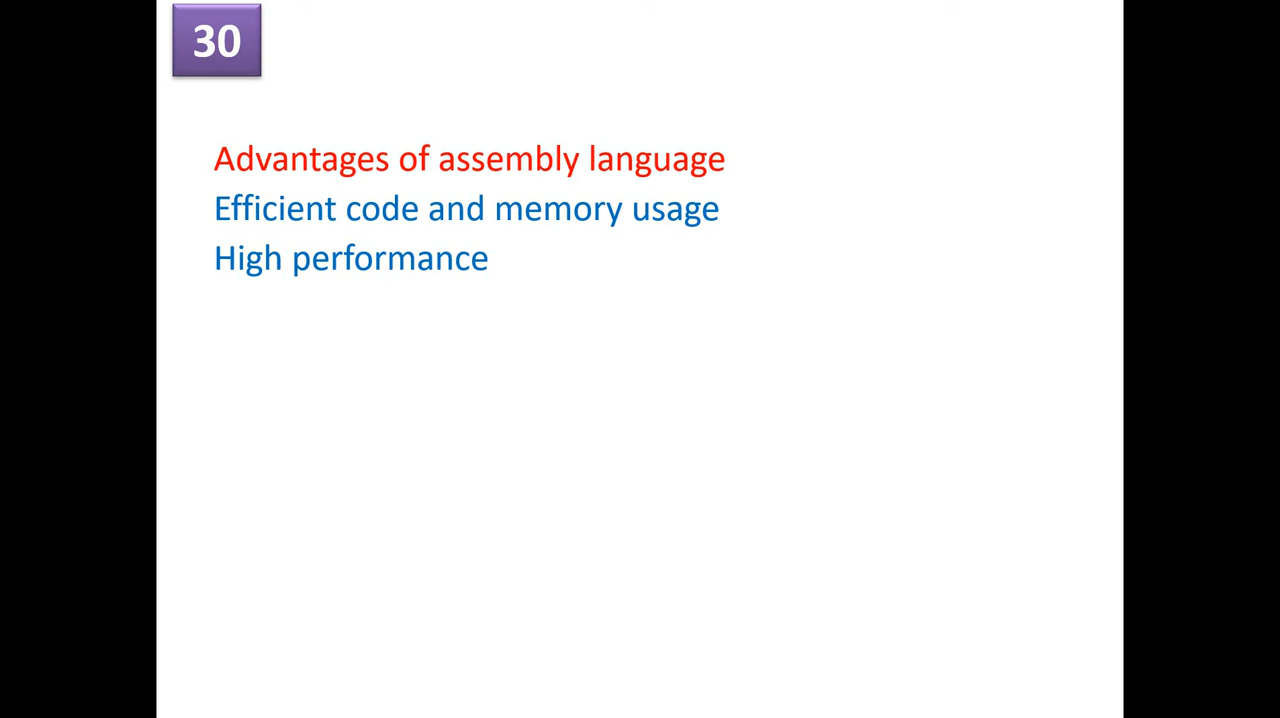 30
Advantages of assembly language
Efficient code and memory usage
High performance